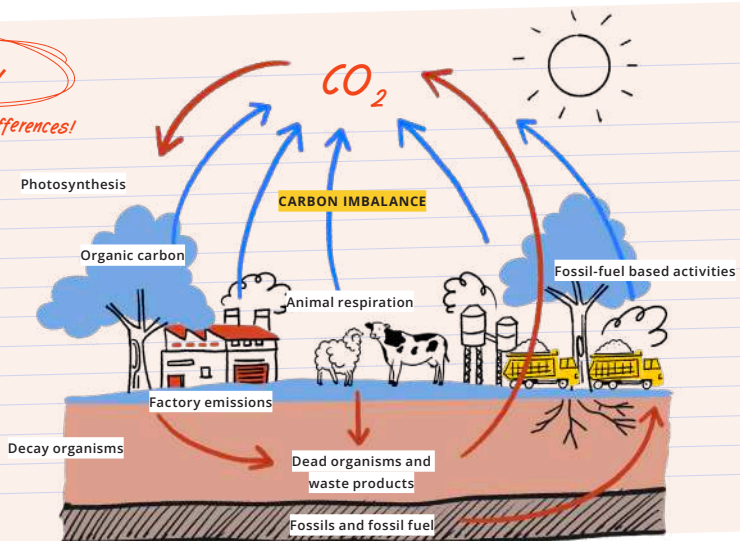 fferences!
CO₂
Photosynthesis
CARBON IMBALANCE
Organic carbon
Fossil-fuel based activities
Animal respiration
Factory emissions
Decay organisms
Dead organisms and
waste products
Fossils and fossil fuel